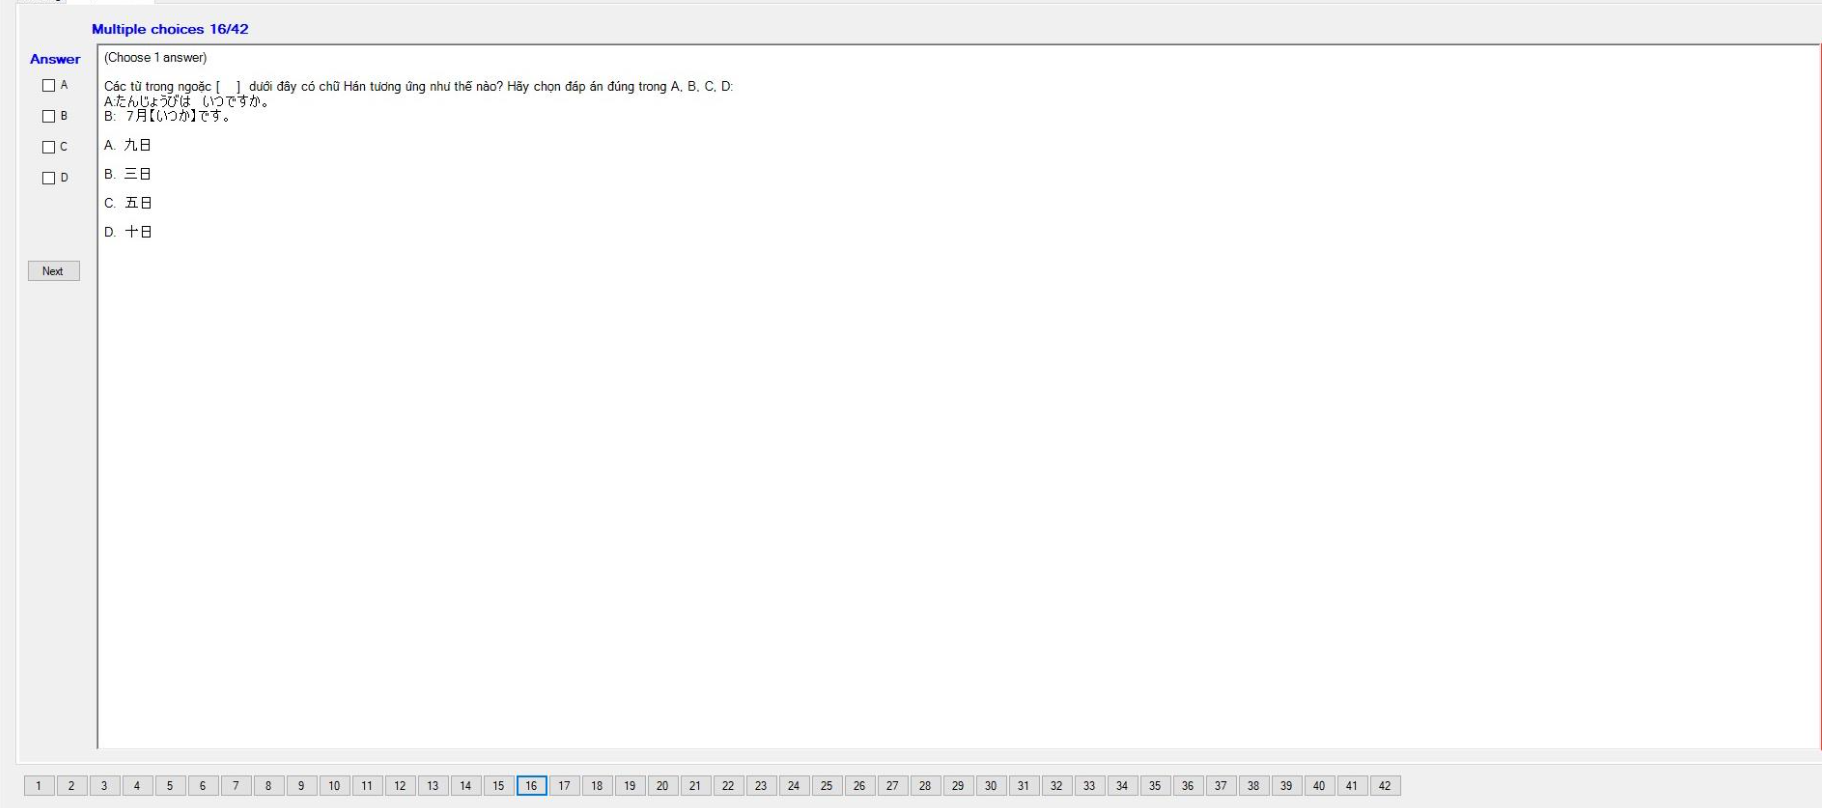 Multiple choices 16/42
Answer
(Choose 1 answer)
A
Các từ trong ngoặc [    ]  dưới đây có chữ Hán tương ứng như thế nào? Hãy chọn đáp án đúng trong A, B, C, D:
A:たんじょうびは　いつですか。
B
B:  7月【いつか】です。
C
A.  九日
D
B.  三日
C.  五日
D.  十日
Next
1 2 3 4 5 6 7 8 9 10 11 12 13 14 15 16 17 18 19 20 21 22 23 24 25 26 27 28 29 30 31 32 33 34 35 36 37 38 39 40 41 42